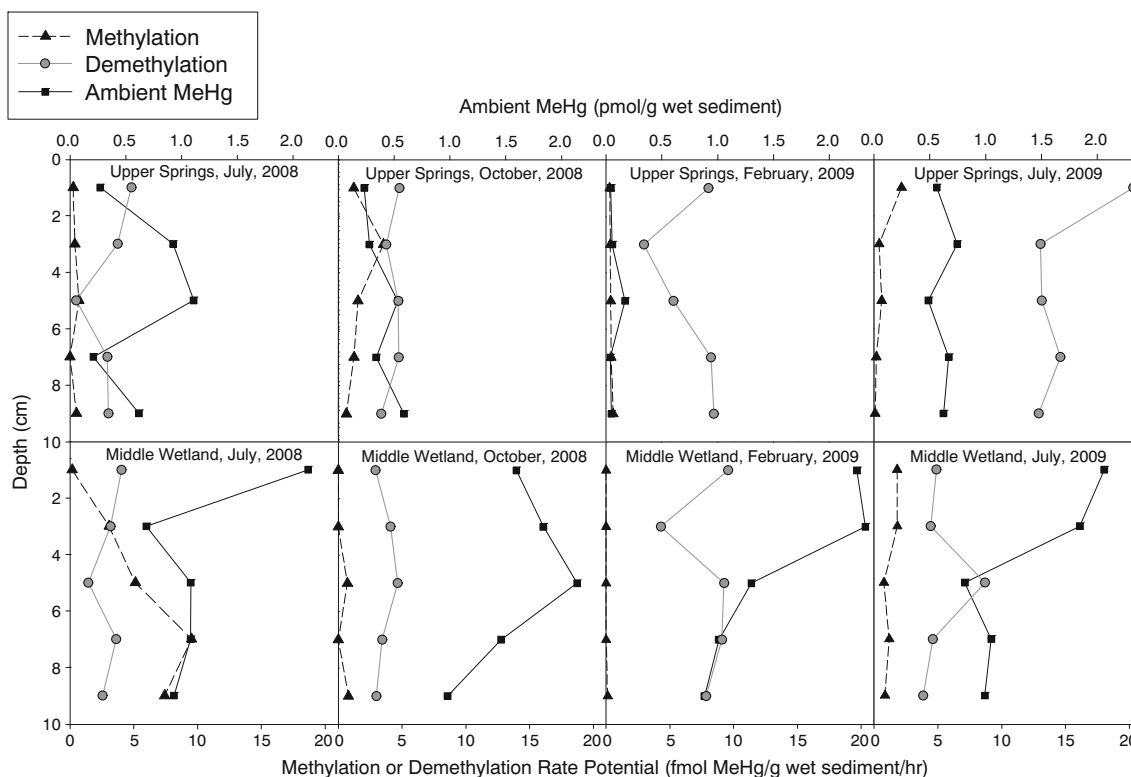 Methylation
Demethylation
Ambient MeHg
Ambient MeHg (pmol/g wet sediment)
0.0 0.5 1.0 2.0 0.0 0.5 1.0 2.0 0.0 0.5 1.0 2.0 0.0 0.5 1.0 1.5 2.0
0
Upper Springs, July, 2008
Upper Springs, October, 2008
Upper Springs, February, 2009
Upper Springs, July, 2009
2
4
6
8
10
Middle Wetland, July, 2008
Middle Wetland, October, 2008
Middle Wetland, February, 2009
Middle Wetland, July, 2009
2
4
6
8
10
Depth (cm)
0 5 10 15 20 0 5 10 15 20 0 5 10 15 20 0 5 10 15 20
Methylation or Demethylation Rate Potential (fmol MeHg/g wet sediment/hr)